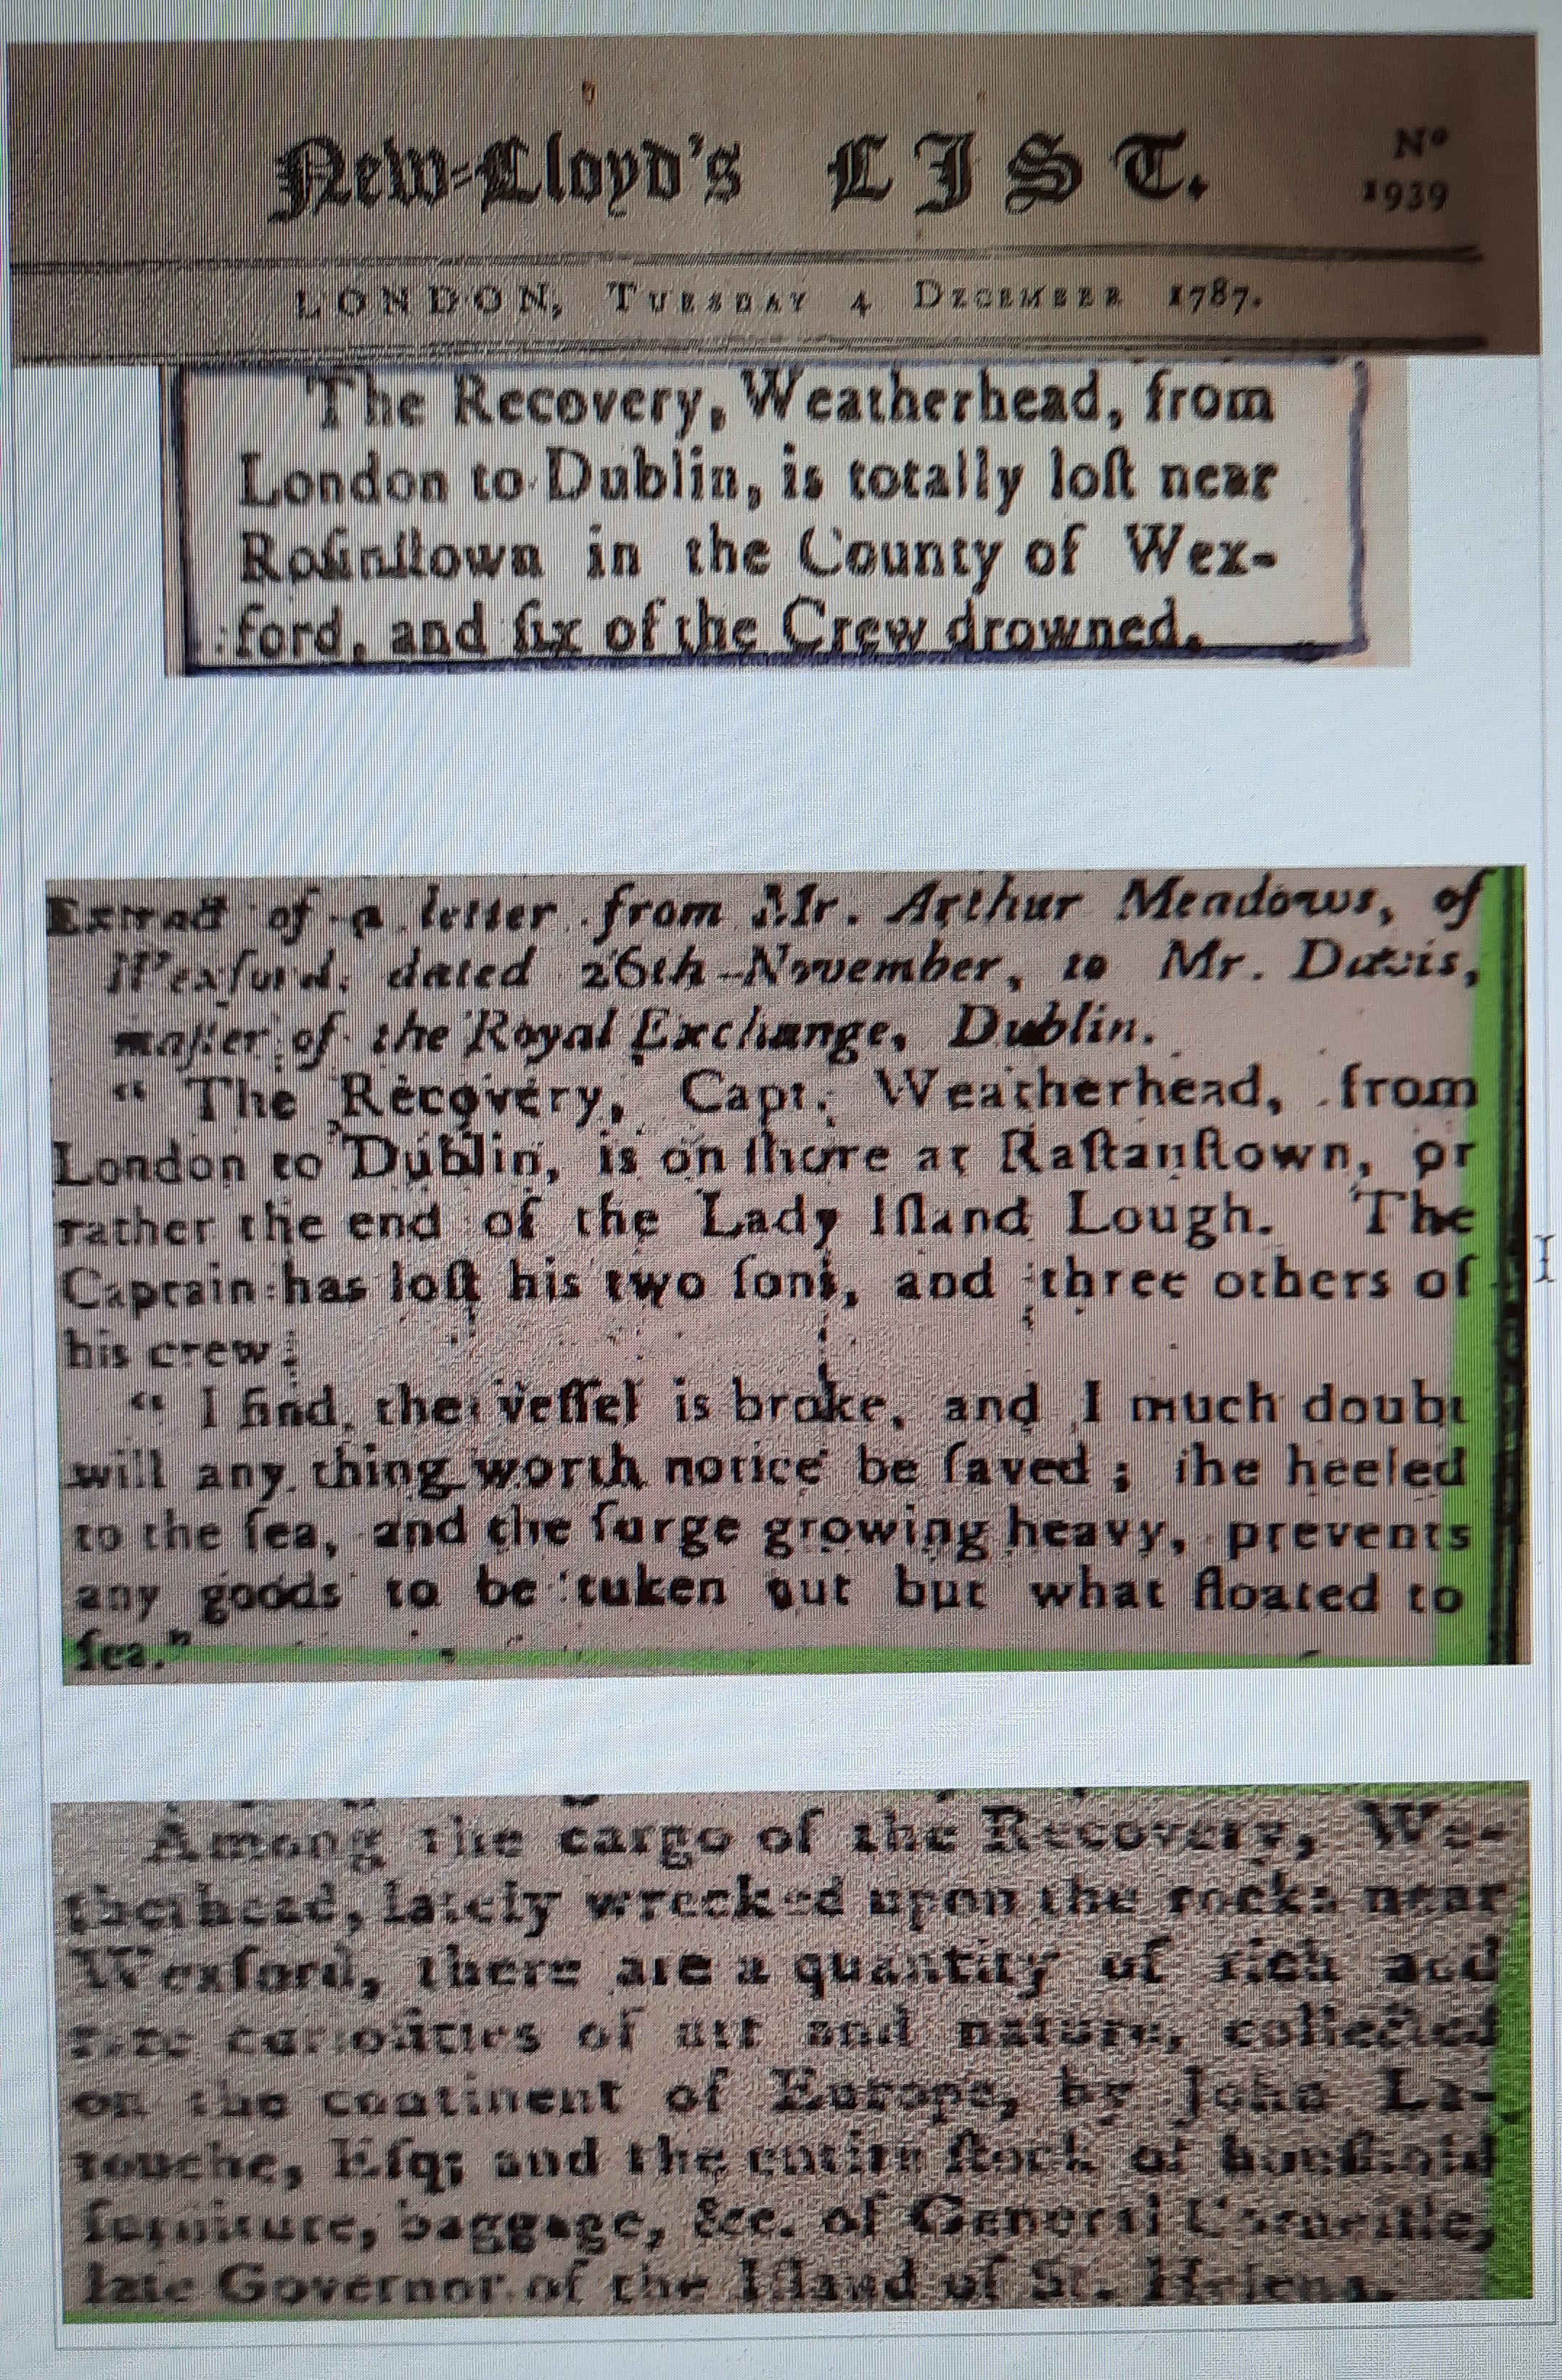 New-Lloyd's LIST.
Nº
1939
LONDON, TUESDAY 4 DECEMBER 1787.
The Recovery, Weatherhead, from
London to Dublin, is totally loſt near
Roſinſtown in the County of Wex-
ford, and ſix of the Crew drowned.
Extract of a letter from Mr. Arthur Meadows, of
Wexford, dated 26th November, to Mr. Davis,
maſter of the Royal Exchange, Dublin.
“ The Recovery, Capt. Weatherhead, from
London to Dublin, is on ſhore at Raſtanſtown, or
rather the end of the Lady Iſland Lough. The
Captain has loſt his two ſons, and three others of
his crew.
“ I find, the veſſel is broke, and I much doubt
will any thing worth notice be ſaved ; ſhe heeled
to the ſea, and the ſurge growing heavy, prevents
any goods to be tuken out but what floated to
ſea.”
Among the cargo of the Recovery, We-
therhead, lately wrecked upon the rocks near
Wexford, there are a quantity of rich and
rare curioſities of art and nature, collected
on the continent of Europe, by John La-
touche, Eſq; and the entire ſtock of houſhold
furniture, baggage, &c. of General
late Governor of the Iſland of St. Helena.